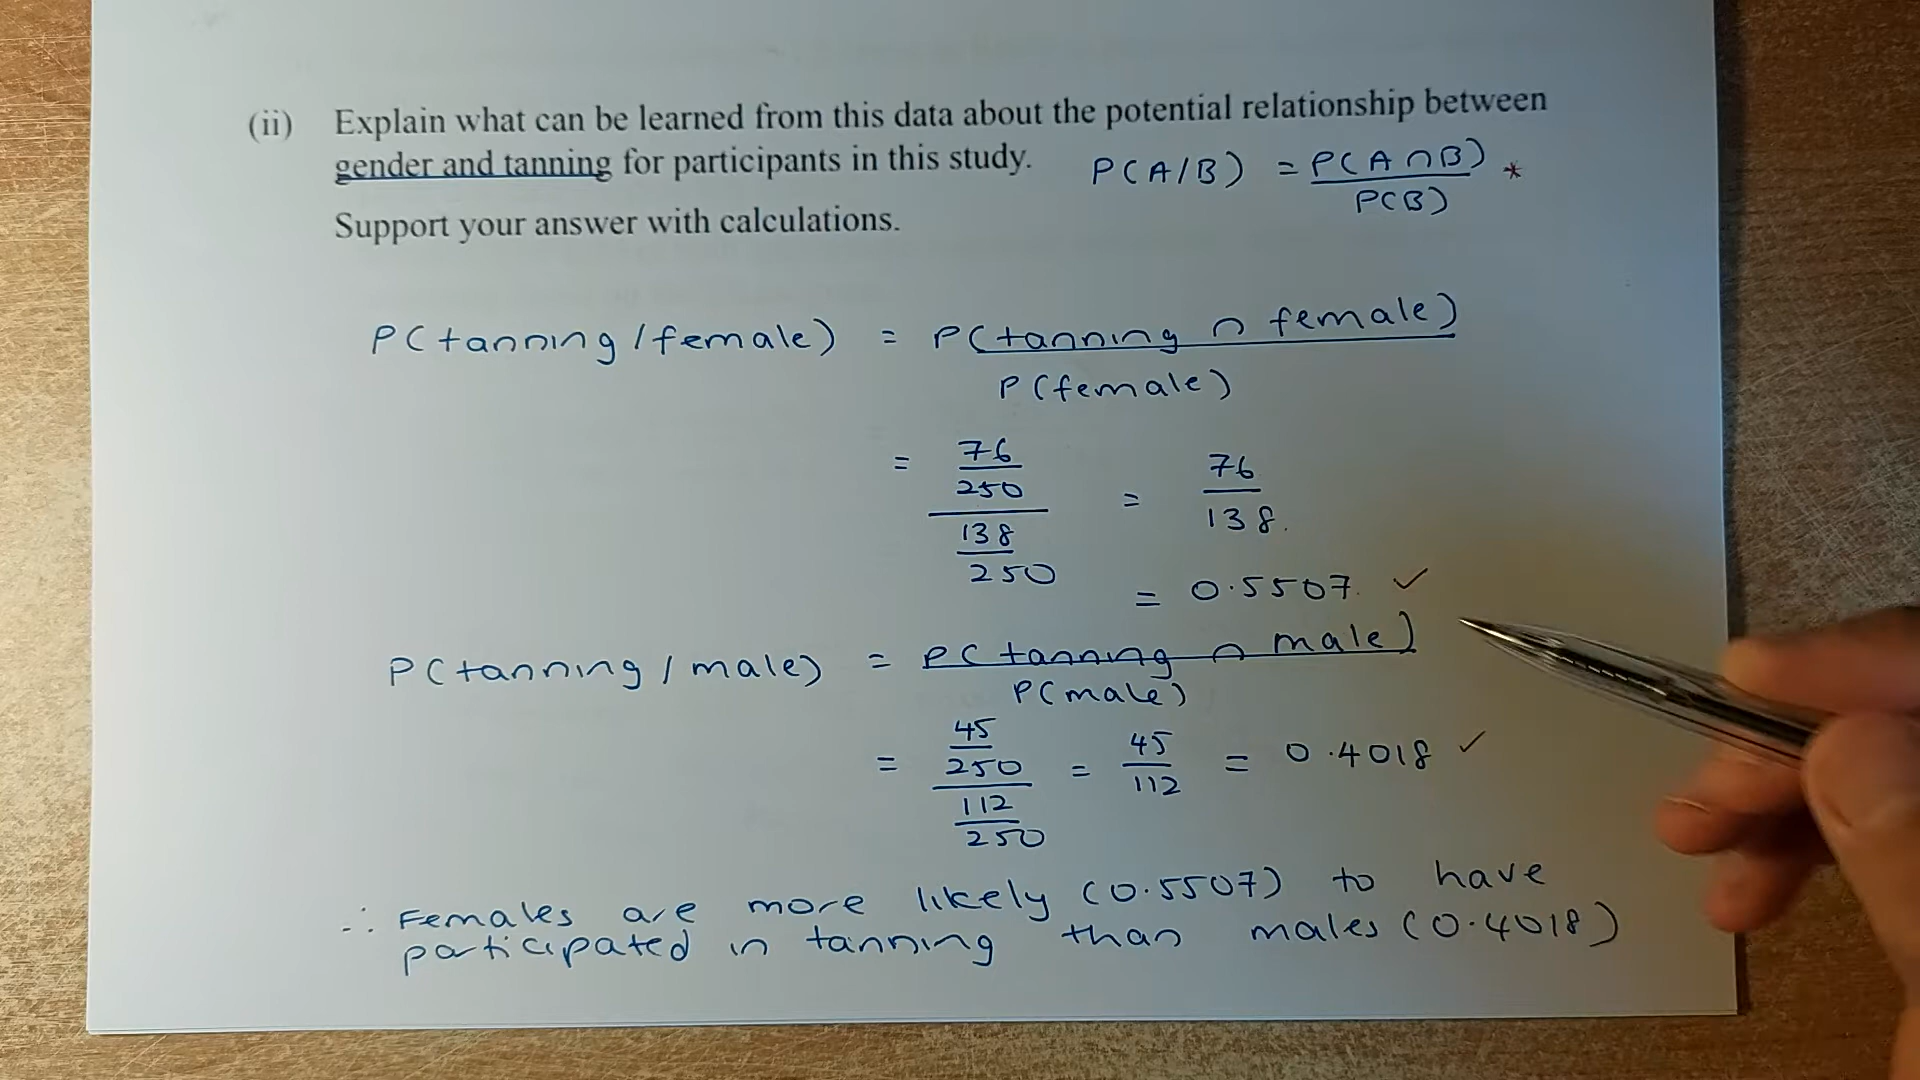 (ii) Explain what can be learned from this data about the potential relationship between
gender and tanning for participants in this study.
P(A/B) = P(A∩B) *
P(B)
Support your answer with calculations.
P(tanning/female) = P(tanning ∩ female)
P(female)
= 76
250
138
250
= 76
138.
= 0.5507. ✓
P(tanning/male) = P(tanning ∩ male)
P(male)
= 45
250
112
250
= 45
112
= 0.4018 ✓
∴ Females are more likely (0.5507) to have
participated in tanning than males (0.4018)